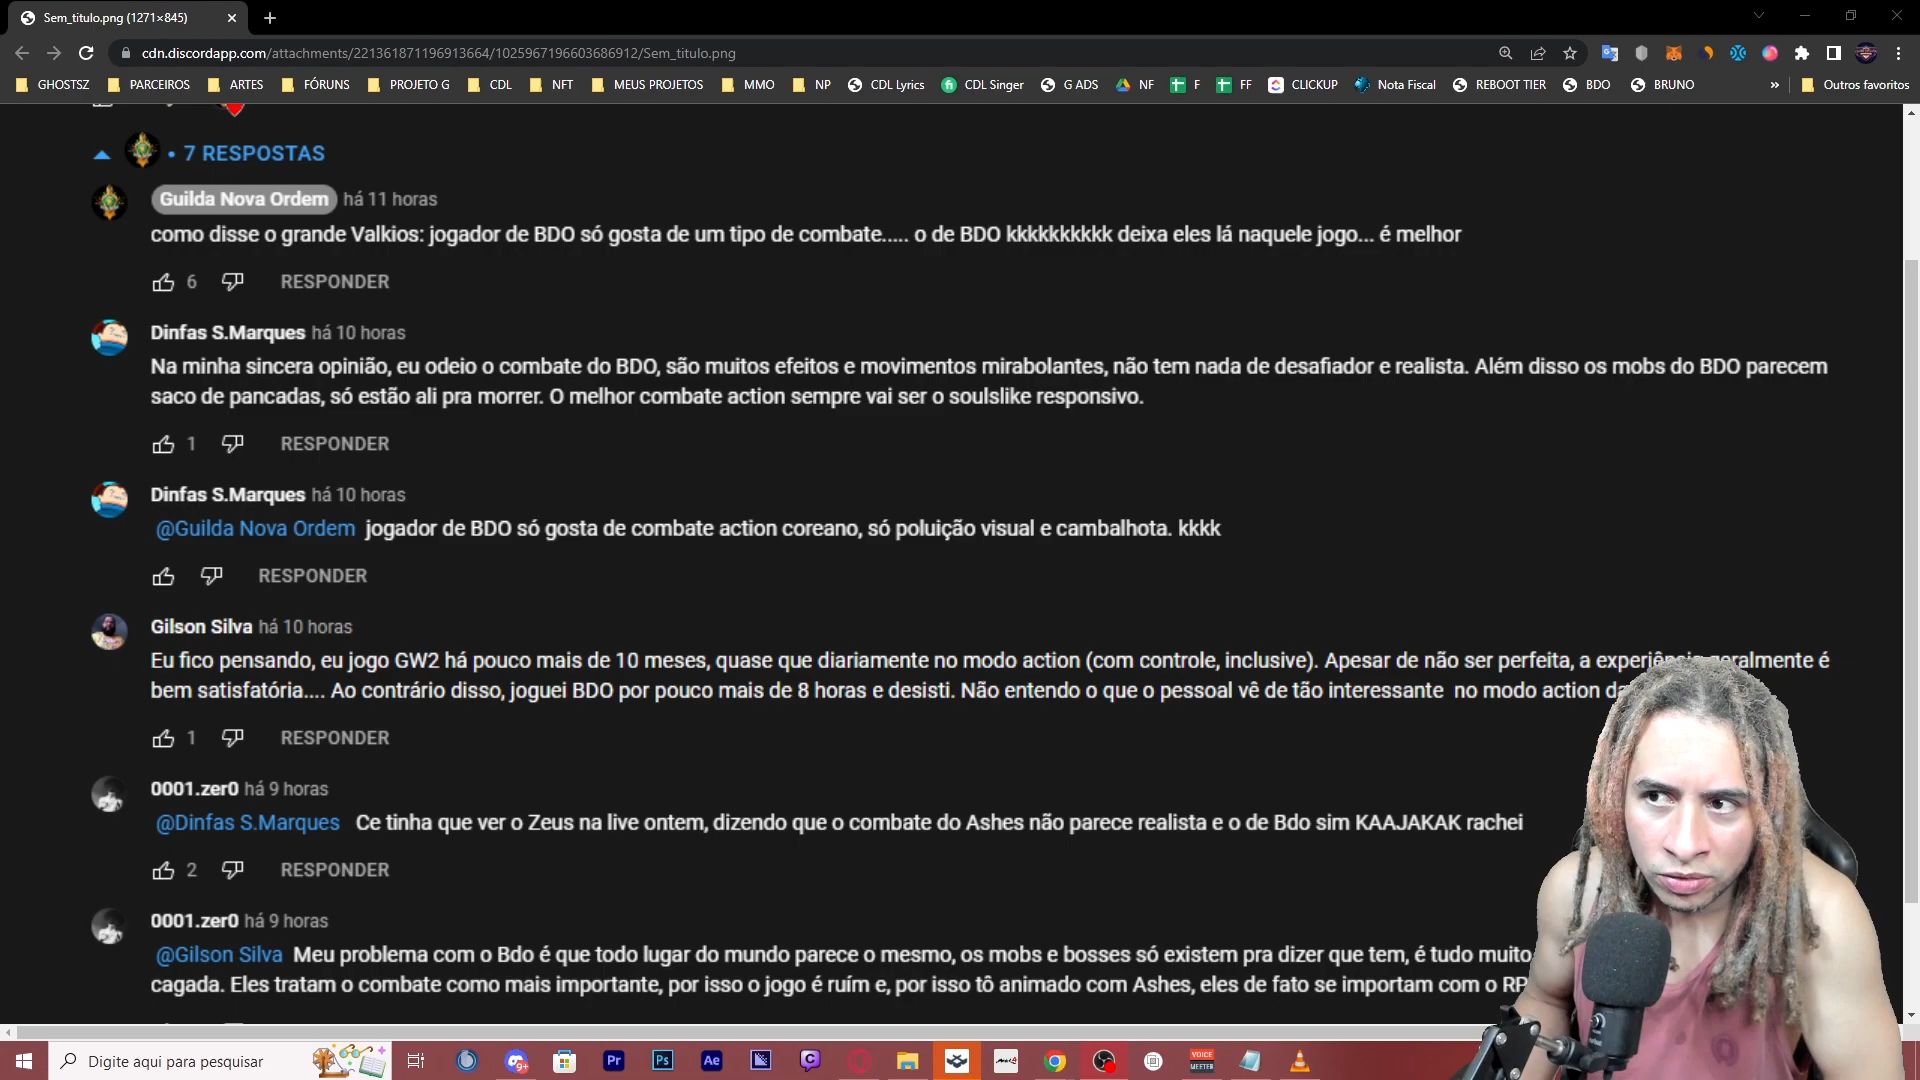 Sem_titulo.png (1271×845)
cdn.discordapp.com/attachments/221361871196913664/1025967196603686912/Sem_titulo.png
GHOSTSZ PARCEIROS ARTES FÓRUNS PROJETO G CDL NFT MEUS PROJETOS MMO NP CDL Lyrics CDL Singer G ADS NF F FF CLICKUP Nota Fiscal REBOOT TIER BDO BRUNO » Outros favoritos
• 7 RESPOSTAS
Guilda Nova Ordem há 11 horas
como disse o grande Valkios: jogador de BDO só gosta de um tipo de combate..... o de BDO kkkkkkkkkk deixa eles lá naquele jogo... é melhor
6 RESPONDER
Dinfas S.Marques há 10 horas
Na minha sincera opinião, eu odeio o combate do BDO, são muitos efeitos e movimentos mirabolantes, não tem nada de desafiador e realista. Além disso os mobs do BDO parecem
saco de pancadas, só estão ali pra morrer. O melhor combate action sempre vai ser o soulslike responsivo.
1 RESPONDER
Dinfas S.Marques há 10 horas
@Guilda Nova Ordem jogador de BDO só gosta de combate action coreano, só poluição visual e cambalhota. kkkk
RESPONDER
Gilson Silva há 10 horas
Eu fico pensando, eu jogo GW2 há pouco mais de 10 meses, quase que diariamente no modo action (com controle, inclusive). Apesar de não ser perfeita, a experiência geralmente é
bem satisfatória.... Ao contrário disso, joguei BDO por pouco mais de 8 horas e desisti. Não entendo o que o pessoal vê de tão interessante no modo action
1 RESPONDER
0001.zer0 há 9 horas
@Dinfas S.Marques Ce tinha que ver o Zeus na live ontem, dizendo que o combate do Ashes não parece realista e o de Bdo sim KAAJAKAK rachei
2 RESPONDER
0001.zer0 há 9 horas
@Gilson Silva Meu problema com o Bdo é que todo lugar do mundo parece o mesmo, os mobs e bosses só existem pra dizer que tem, é tudo muito
cagada. Eles tratam o combate como mais importante, por isso o jogo é ruím e, por isso tô animado com Ashes, eles de fato se importam com o
Digite aqui para pesquisar 9+ Pr Ps Ae VOICE MEETER